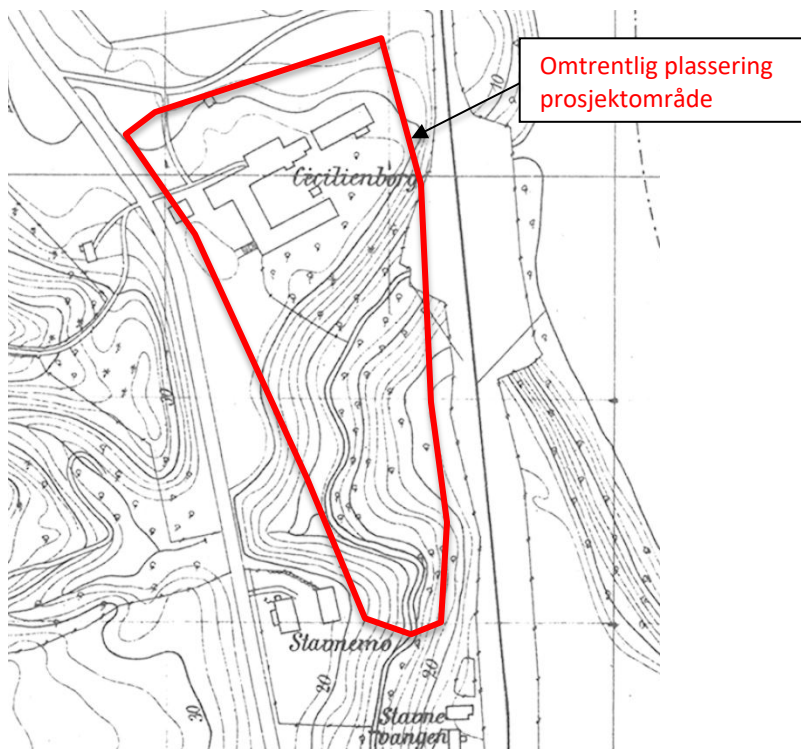 Omtrentlig plassering
prosjektområde
10
Cecilienborg
Stavnemo
20
20
30
Stavne
vangen